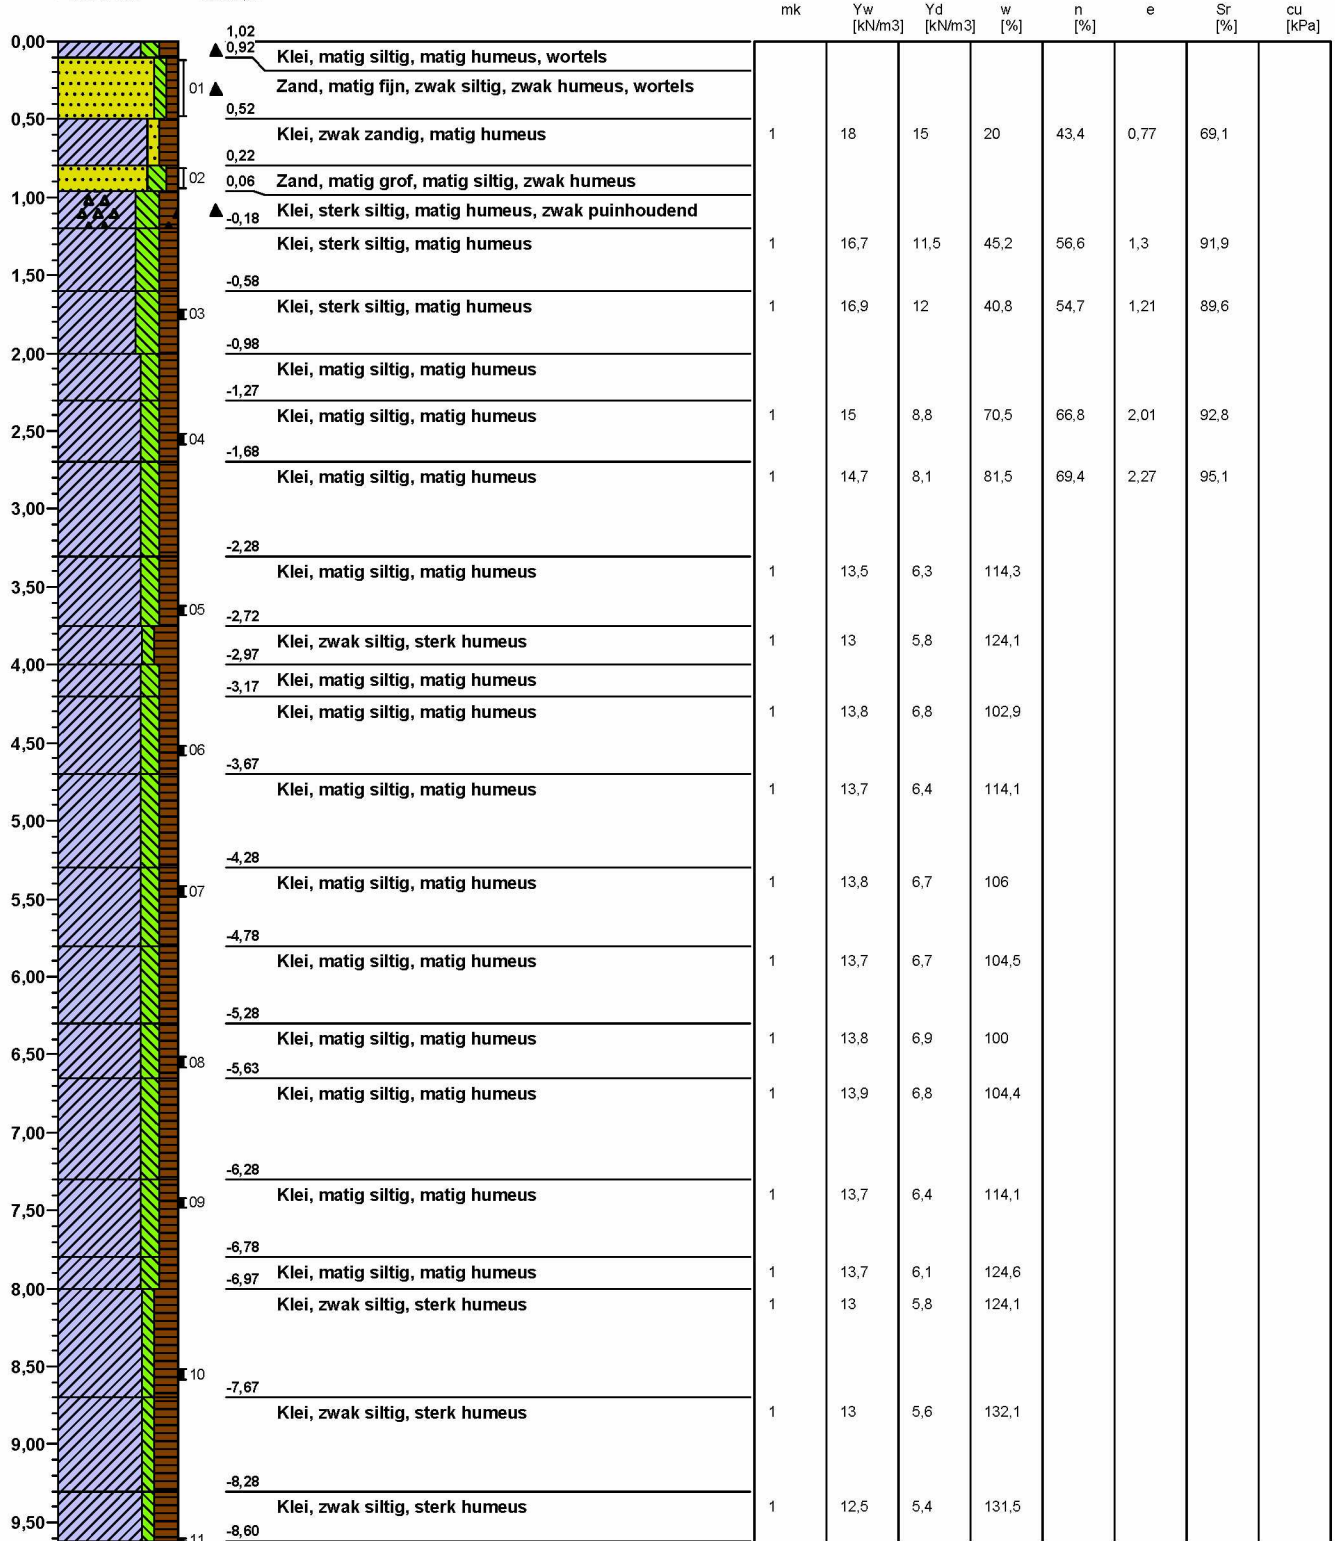 mk Yw Yd w n e Sr cu
[kN/m3] [kN/m3] [%] [%] [%] [kPa]
1,02
0,00
0,92 Klei, matig siltig, matig humeus, wortels
01 Zand, matig fijn, zwak siltig, zwak humeus, wortels
0,50 0,52
Klei, zwak zandig, matig humeus 1 18 15 20 43,4 0,77 69,1
0,22
02 0,06 Zand, matig grof, matig siltig, zwak humeus
1,00
-0,18 Klei, sterk siltig, matig humeus, zwak puinhoudend
Klei, sterk siltig, matig humeus 1 16,7 11,5 45,2 56,6 1,3 91,9
1,50 -0,58
03 Klei, sterk siltig, matig humeus 1 16,9 12 40,8 54,7 1,21 89,6
2,00 -0,98
Klei, matig siltig, matig humeus
-1,27
Klei, matig siltig, matig humeus 1 15 8,8 70,5 66,8 2,01 92,8
2,50 04
-1,68
Klei, matig siltig, matig humeus 1 14,7 8,1 81,5 69,4 2,27 95,1
3,00
-2,28
3,50 Klei, matig siltig, matig humeus 1 13,5 6,3 114,3
05
-2,72
Klei, zwak siltig, sterk humeus 1 13 5,8 124,1
4,00 -2,97
-3,17 Klei, matig siltig, matig humeus
Klei, matig siltig, matig humeus 1 13,8 6,8 102,9
4,50 06
-3,67
Klei, matig siltig, matig humeus 1 13,7 6,4 114,1
5,00
-4,28
5,50 07 Klei, matig siltig, matig humeus 1 13,8 6,7 106
-4,78
Klei, matig siltig, matig humeus 1 13,7 6,7 104,5
6,00
-5,28
Klei, matig siltig, matig humeus 1 13,8 6,9 100
6,50 08
-5,63
Klei, matig siltig, matig humeus 1 13,9 6,8 104,4
7,00
-6,28
7,50 09 Klei, matig siltig, matig humeus 1 13,7 6,4 114,1
-6,78
-6,97 Klei, matig siltig, matig humeus 1 13,7 6,1 124,6
8,00
Klei, zwak siltig, sterk humeus 1 13 5,8 124,1
8,50 10
-7,67
Klei, zwak siltig, sterk humeus 1 13 5,6 132,1
9,00
-8,28
Klei, zwak siltig, sterk humeus 1 12,5 5,4 131,5
9,50
-8,60
11